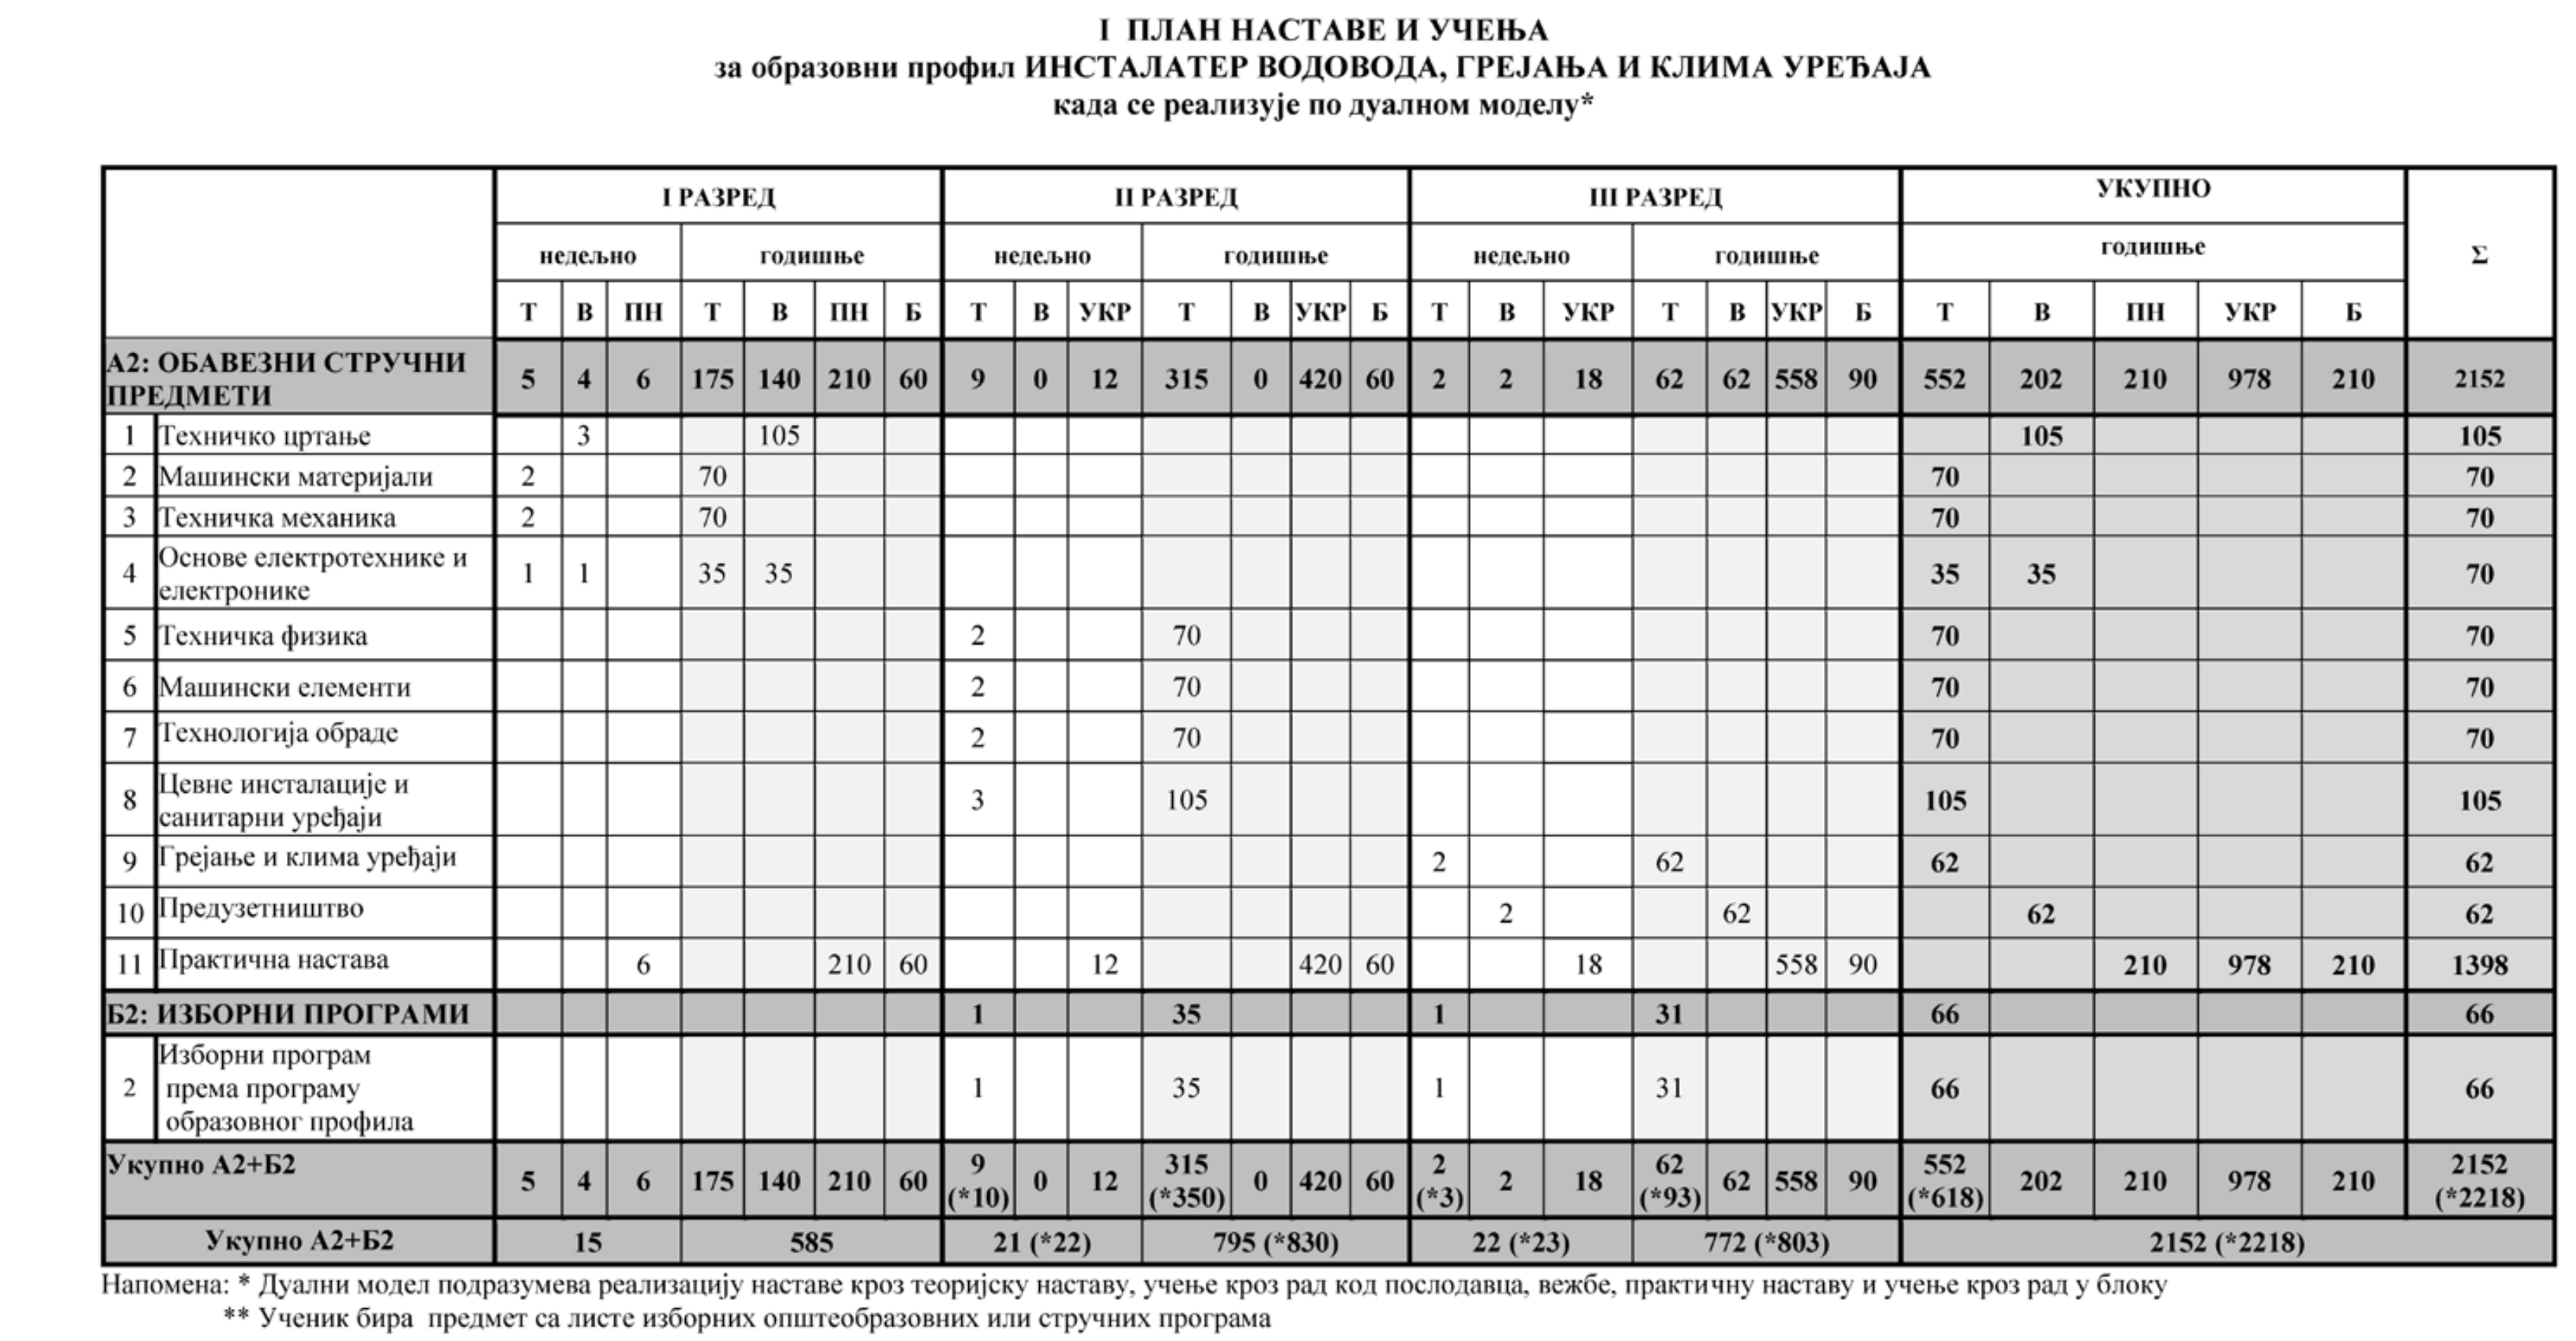 I ПЛАН НАСТАВЕ И УЧЕЊА
за образовни профил ИНСТАЛАТЕР ВОДОВОДА, ГРЕЈАЊА И КЛИМА УРЕЂАЈА
када се реализује по дуалном моделу*
I РАЗРЕД II РАЗРЕД III РАЗРЕД УКУПНО Σ
недељно годишње недељно годишње недељно годишње годишње
Т В ПН Т В ПН Б Т В УКР Т В УКР Б Т В УКР Т В УКР Б Т В ПН УКР Б
А2: ОБАВЕЗНИ СТРУЧНИ
ПРЕДМЕТИ 5 4 6 175 140 210 60 9 0 12 315 0 420 60 2 2 18 62 62 558 90 552 202 210 978 210 2152
1 Техничко цртање 3 105 105 105
2 Машински материјали 2 70 70 70
3 Техничка механика 2 70 70 70
4 Основе електротехнике и
електронике 1 1 35 35 35 35 70
5 Техничка физика 2 70 70 70
6 Машински елементи 2 70 70 70
7 Технологија обраде 2 70 70 70
8 Цевне инсталације и
санитарни уређаји 3 105 105 105
9 Грејање и клима уређаји 2 62 62 62
10 Предузетништво 2 62 62 62
11 Практична настава 6 210 60 12 420 60 18 558 90 210 978 210 1398
Б2: ИЗБОРНИ ПРОГРАМИ 1 35 1 31 66 66
2 Изборни програм
према програму
образовног профила 1 35 1 31 66 66
Укупно А2+Б2 5 4 6 175 140 210 60 9 (*10) 0 12 315 (*350) 0 420 60 2 (*3) 2 18 62 (*93) 62 558 90 552 (*618) 202 210 978 210 2152 (*2218)
Укупно А2+Б2 15 585 21 (*22) 795 (*830) 22 (*23) 772 (*803) 2152 (*2218)
Напомена: * Дуални модел подразумева реализацију наставе кроз теоријску наставу, учење кроз рад код послодавца, вежбе, практичну наставу и учење кроз рад у блоку
** Ученик бира предмет са листе изборних општеобразовних или стручних програма